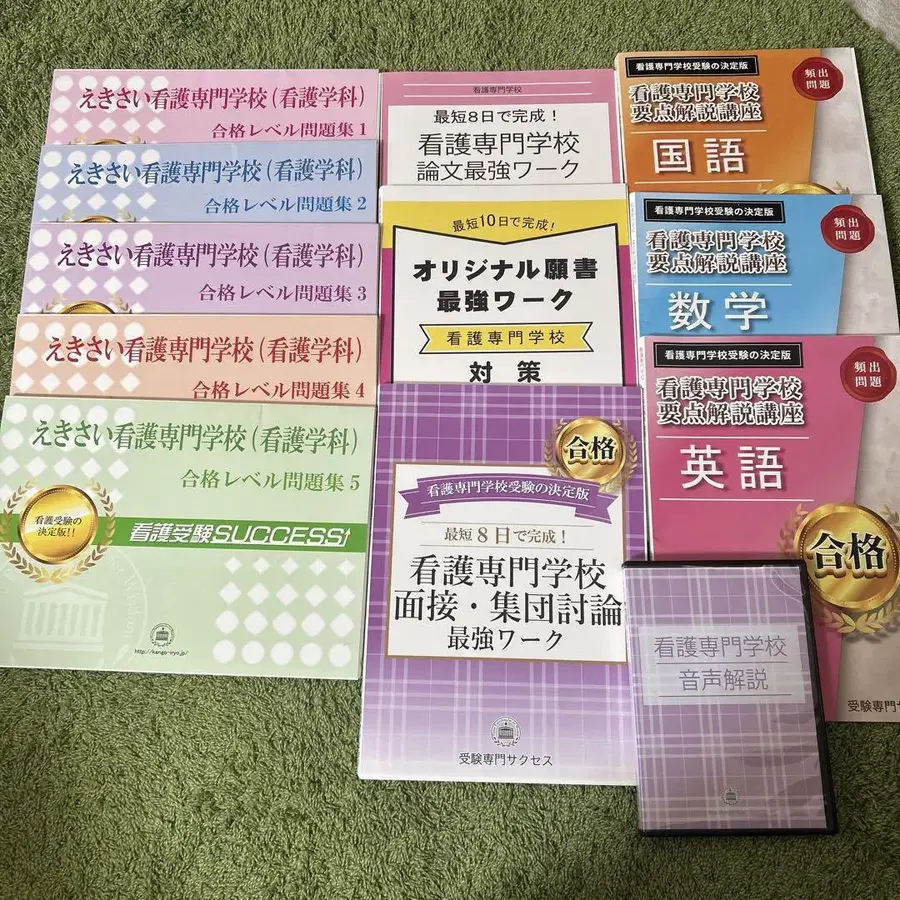 えきさい看護専門学校(看護学科)
合格レベル問題集1
えきさい看護専門学校(看護学科)
合格レベル問題集2
えきさい看護専門学校(看護学科)
合格レベル問題集3
えきさい看護専門学校(看護学科)
合格レベル問題集4
えきさい看護専門学校(看護学科)
合格レベル問題集5
看護受験の
決定版!!
看護受験SUCCESS↑
http://kango-iryo.jp/
看護専門学校
最短8日で完成!
看護専門学校
論文最強ワーク
最短10日で完成!
オリジナル願書
最強ワーク
看護専門学校
対策
合格
看護専門学校受験の決定版
最短8日で完成!
看護専門学校
面接・集団討論
最強ワーク
受験専門サクセス
看護専門学校受験の決定版
頻出
問題
看護専門学校
要点解説講座
国語
看護専門学校受験の決定版
頻出
問題
看護専門学校
要点解説講座
数学
看護専門学校受験の決定版
頻出
問題
看護専門学校
要点解説講座
英語
合格
受験専門サ
看護専門学校
音声解説